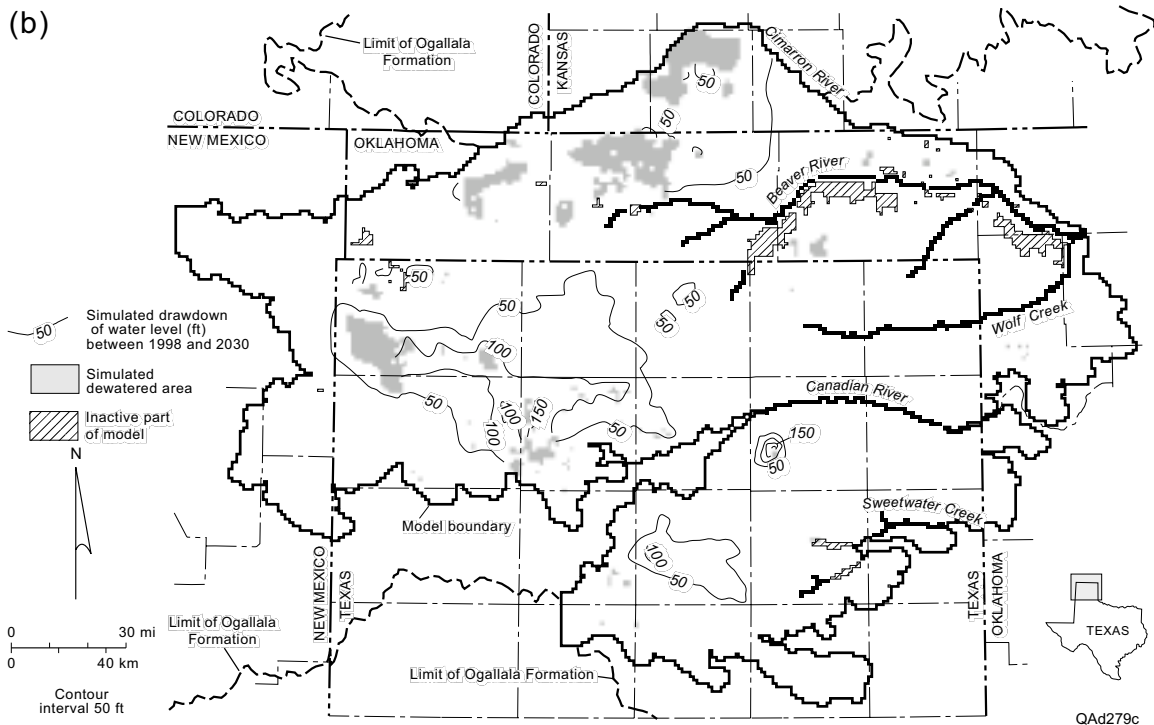 (b)
Limit of Ogallala
Formation
COLORADO
KANSAS
Cimarron River
50
50
COLORADO
NEW MEXICO
OKLAHOMA
50
Beaver River
50
50
50
50
Simulated drawdown
of water level (ft)
between 1998 and 2030
50
Wolf Creek
100
Simulated
dewatered area
Canadian River
50
100
150
100
50
150
50
Inactive part
of model
N
Model boundary
Sweetwater Creek
100
50
NEW MEXICO
TEXAS
TEXAS
OKLAHOMA
0 30 mi
0 40 km
Limit of Ogallala
Formation
Limit of Ogallala Formation
TEXAS
Contour
interval 50 ft
QAd279c